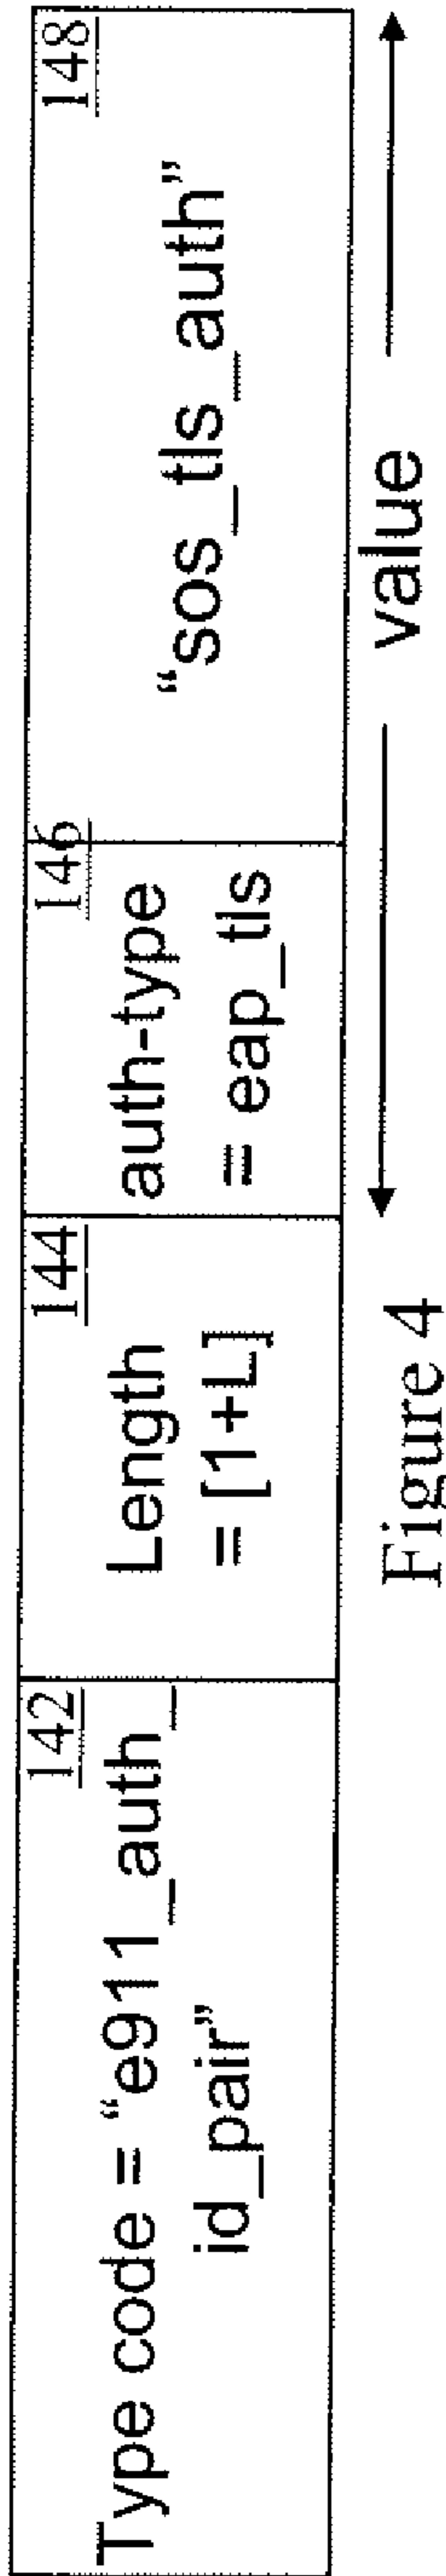 142
Type code = “e911_auth_
id_pair”
144
Length
= [1+L]
146
auth-type
= eap_tls
148
“sos_tls_auth”
value
Figure 4